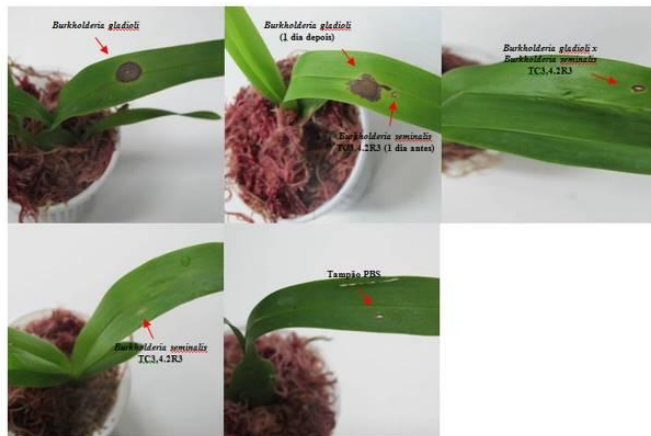 Burkholderia gladioli
Burkholderia gladioli
(1 dia depois)
Burkholderia seminalis
TC3,4.2R3 (1 dia antes)
Burkholderia gladioli x
Burkholderia seminalis
TC3,4.2R3
Burkholderia seminalis
TC3,4.2R3
Tampão PBS